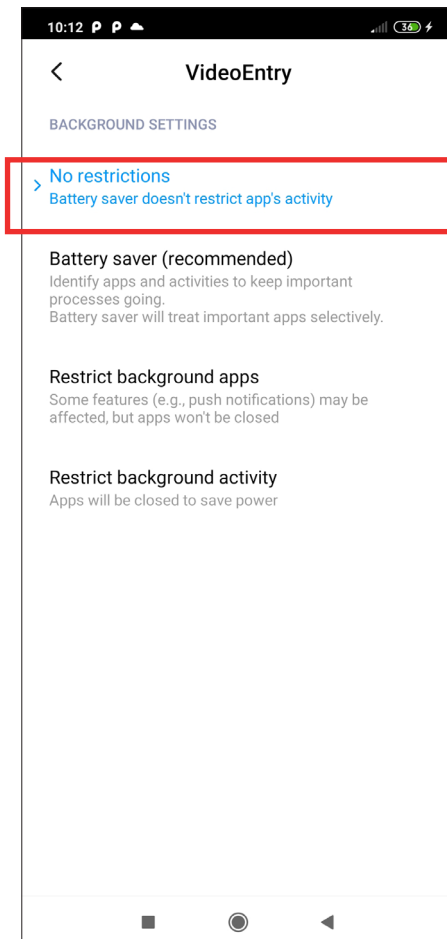 10:12 P P 36
VideoEntry
BACKGROUND SETTINGS
No restrictions
Battery saver doesn't restrict app's activity
Battery saver (recommended)
Identify apps and activities to keep important
processes going.
Battery saver will treat important apps selectively.
Restrict background apps
Some features (e.g., push notifications) may be
affected, but apps won't be closed
Restrict background activity
Apps will be closed to save power